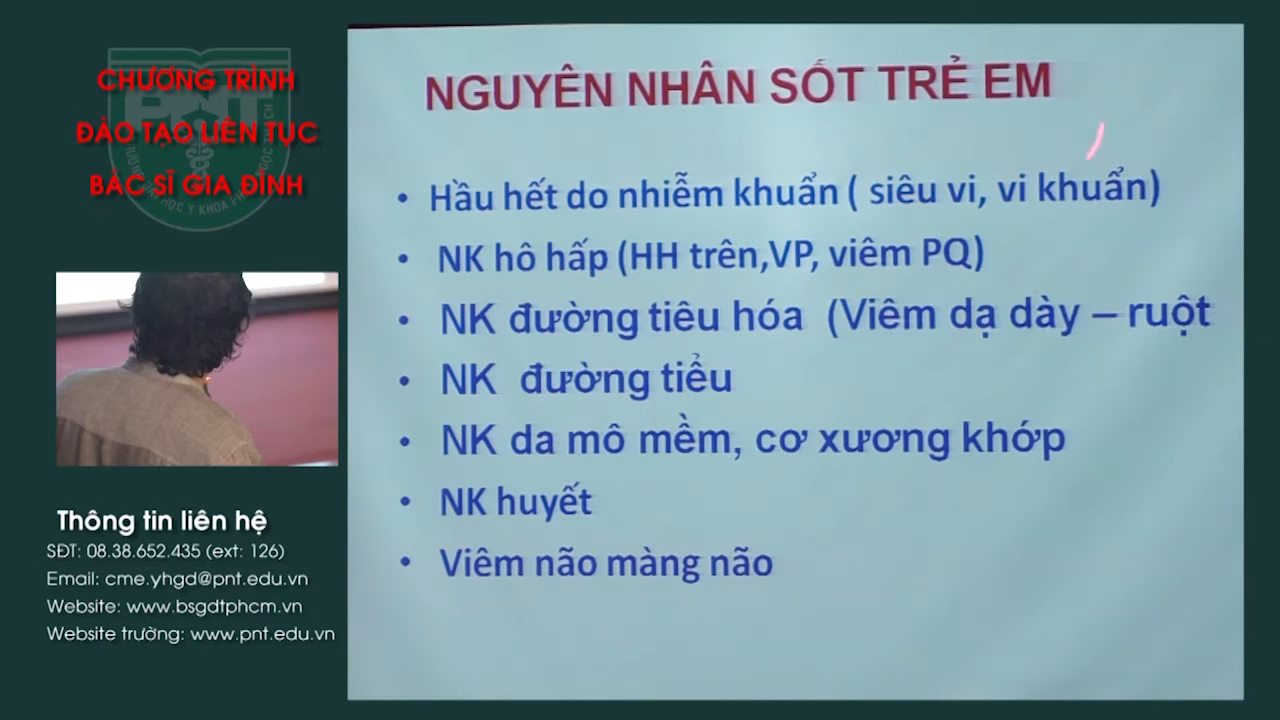 CHƯƠNG TRÌNH
ĐÀO TẠO LIÊN TỤC
BÁC SĨ GIA ĐÌNH
PNT
Thông tin liên hệ
SĐT: 08.38.652.435 (ext: 126)
Email: cme.yhgd@pnt.edu.vn
Website: www.bsgdtphcm.vn
Website trường: www.pnt.edu.vn
NGUYÊN NHÂN SỐT TRẺ EM
• Hầu hết do nhiễm khuẩn ( siêu vi, vi khuẩn)
• NK hô hấp (HH trên,VP, viêm PQ)
• NK đường tiêu hóa (Viêm dạ dày – ruột
• NK đường tiểu
• NK da mô mềm, cơ xương khớp
• NK huyết
• Viêm não màng não